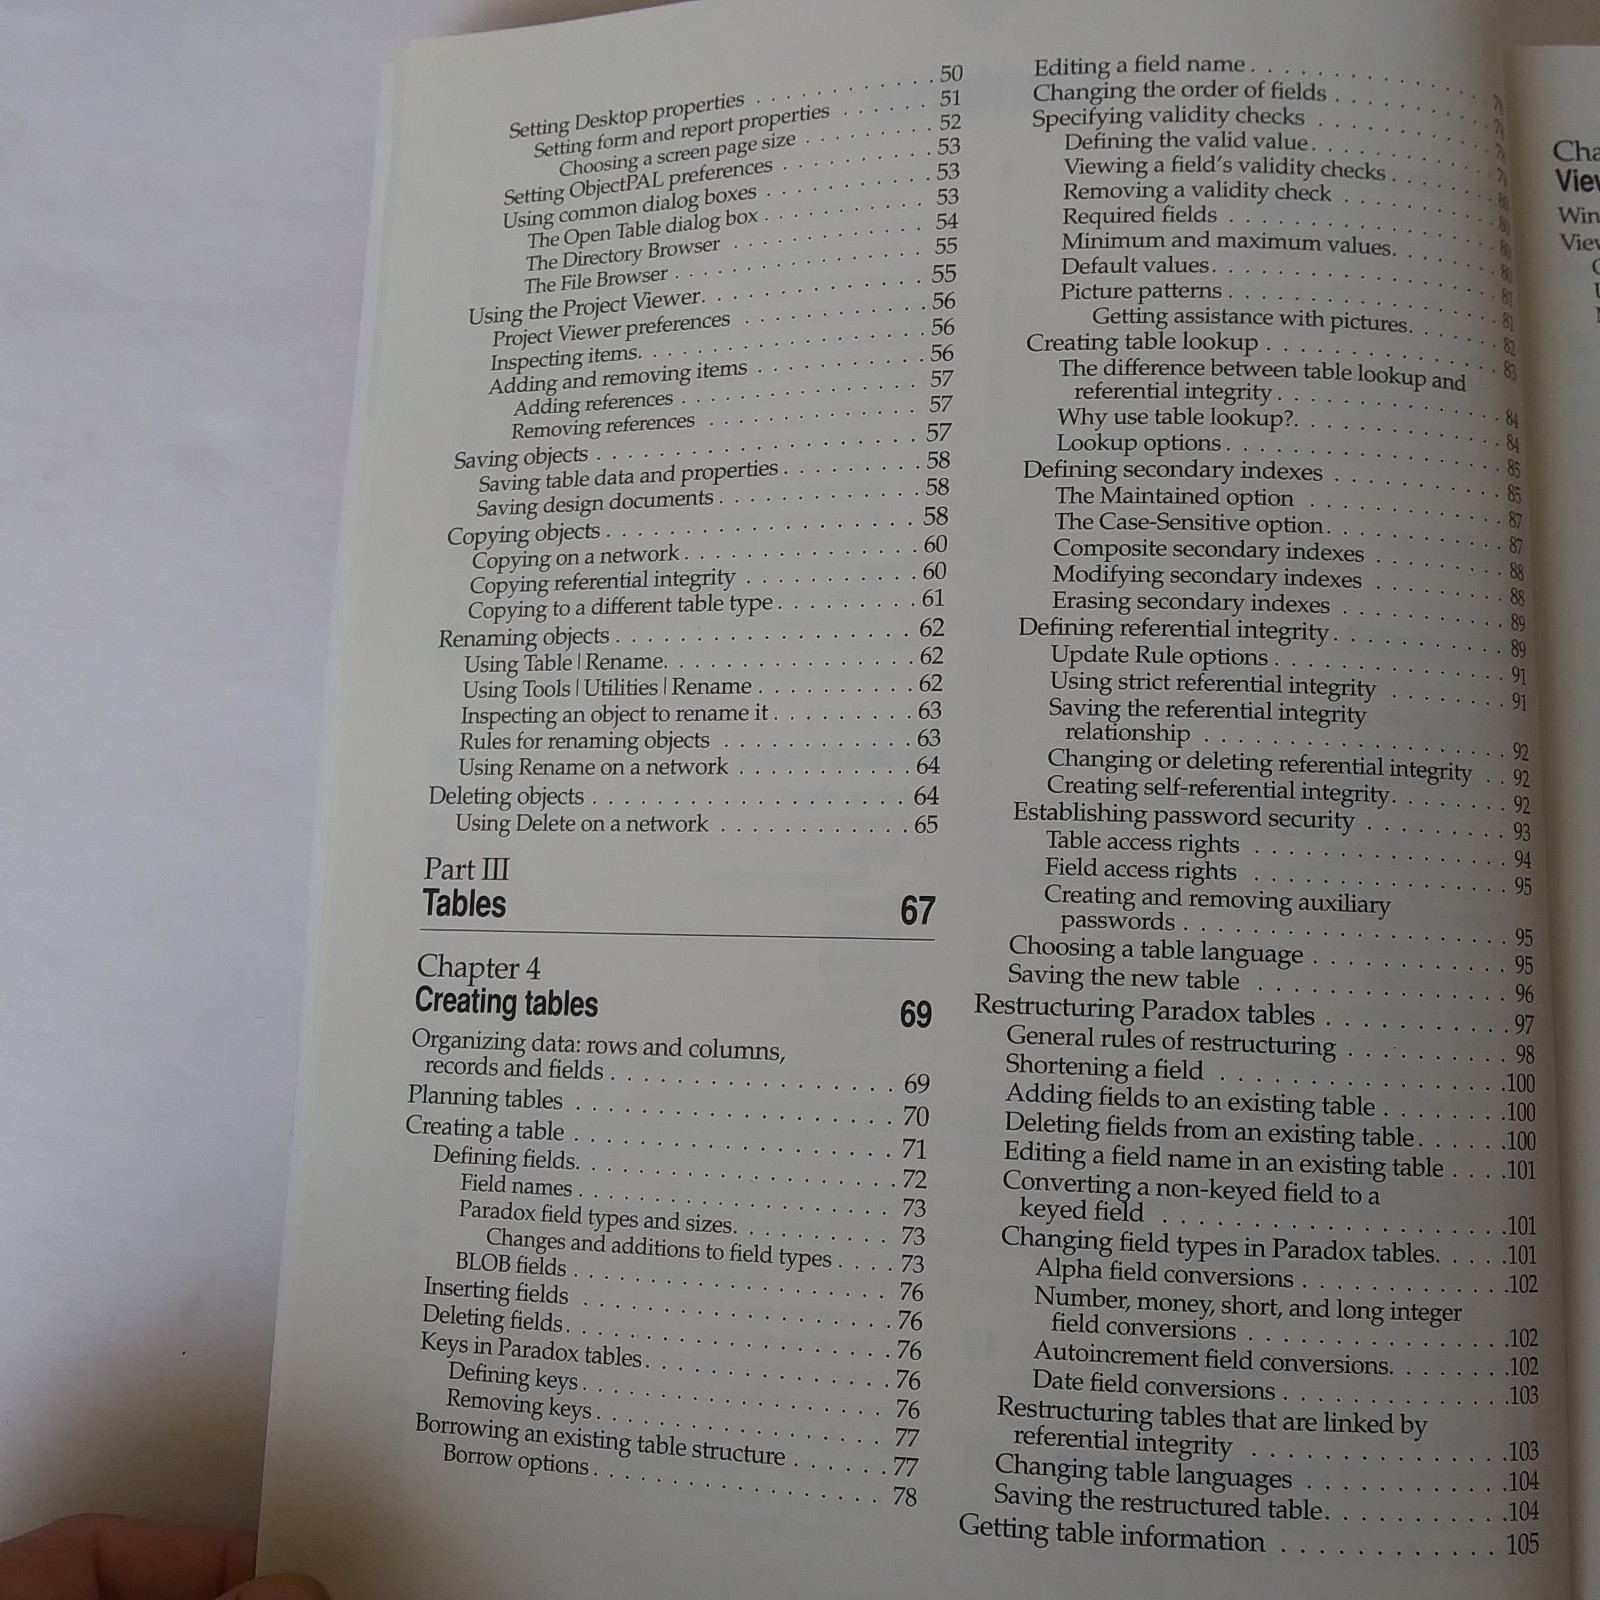 Setting Desktop properties . . . . . . . . . . . 50
Setting form and report properties . . . . . . 51
Choosing a screen page size . . . . . . . . 52
Setting ObjectPAL preferences . . . . . . . . . 53
Using common dialog boxes . . . . . . . . . . 53
The Open Table dialog box . . . . . . . . . . 53
The Directory Browser . . . . . . . . . . . . 54
The File Browser . . . . . . . . . . . . . . . 55
Using the Project Viewer. . . . . . . . . . . . . 55
Project Viewer preferences . . . . . . . . . . 56
Inspecting items. . . . . . . . . . . . . . . . 56
Adding and removing items . . . . . . . . . 56
Adding references . . . . . . . . . . . . . 57
Removing references . . . . . . . . . . . . 57
Saving objects . . . . . . . . . . . . . . . . . . 57
Saving table data and properties . . . . . . . . 58
Saving design documents . . . . . . . . . . . 58
Copying objects . . . . . . . . . . . . . . . . . 58
Copying on a network . . . . . . . . . . . . . 60
Copying referential integrity . . . . . . . . . . 60
Copying to a different table type . . . . . . . . 61
Renaming objects . . . . . . . . . . . . . . . . 62
Using Table | Rename. . . . . . . . . . . . . . 62
Using Tools | Utilities | Rename . . . . . . . . . 62
Inspecting an object to rename it . . . . . . . . 63
Rules for renaming objects . . . . . . . . . . . 63
Using Rename on a network . . . . . . . . . . 64
Deleting objects . . . . . . . . . . . . . . . . . 64
Using Delete on a network . . . . . . . . . . . 65
Part III
Tables 67
Chapter 4
Creating tables 69
Organizing data: rows and columns,
records and fields . . . . . . . . . . . . . . . . 69
Planning tables . . . . . . . . . . . . . . . . . . 70
Creating a table . . . . . . . . . . . . . . . . . . 71
Defining fields. . . . . . . . . . . . . . . . . . 72
Field names . . . . . . . . . . . . . . . . . . 73
Paradox field types and sizes. . . . . . . . . . 73
Changes and additions to field types . . . . 73
BLOB fields . . . . . . . . . . . . . . . . . . 76
Inserting fields . . . . . . . . . . . . . . . . . 76
Deleting fields. . . . . . . . . . . . . . . . . . 76
Keys in Paradox tables. . . . . . . . . . . . . . 76
Defining keys . . . . . . . . . . . . . . . . . 76
Removing keys . . . . . . . . . . . . . . . . 77
Borrowing an existing table structure . . . . . . 77
Borrow options . . . . . . . . . . . . . . . . 78
Editing a field name . . . . . . . . . . . . . .
Changing the order of fields . . . . . . . . . .
Specifying validity checks . . . . . . . . . . .
Defining the valid value . . . . . . . . . . . .
Viewing a field's validity checks . . . . . . .
Removing a validity check . . . . . . . . . .
Required fields . . . . . . . . . . . . . . . .
Minimum and maximum values. . . . . . . .
Default values. . . . . . . . . . . . . . . . .
Picture patterns . . . . . . . . . . . . . . . . 81
Getting assistance with pictures. . . . . . . 81
Creating table lookup . . . . . . . . . . . . . . 82
The difference between table lookup and
referential integrity . . . . . . . . . . . . . . 83
Why use table lookup?. . . . . . . . . . . . . 84
Lookup options . . . . . . . . . . . . . . . . 84
Defining secondary indexes . . . . . . . . . . . 85
The Maintained option . . . . . . . . . . . . 85
The Case-Sensitive option. . . . . . . . . . . 87
Composite secondary indexes . . . . . . . . 87
Modifying secondary indexes . . . . . . . . 88
Erasing secondary indexes . . . . . . . . . . 88
Defining referential integrity . . . . . . . . . . 89
Update Rule options . . . . . . . . . . . . . . 89
Using strict referential integrity . . . . . . . 91
Saving the referential integrity
relationship . . . . . . . . . . . . . . . . . 91
Changing or deleting referential integrity . . 92
Creating self-referential integrity. . . . . . . 92
Establishing password security . . . . . . . . . 93
Table access rights . . . . . . . . . . . . . . 94
Field access rights . . . . . . . . . . . . . . 95
Creating and removing auxiliary
passwords . . . . . . . . . . . . . . . . . . 95
Choosing a table language . . . . . . . . . . . 95
Saving the new table . . . . . . . . . . . . . . 96
Restructuring Paradox tables . . . . . . . . . . . 97
General rules of restructuring . . . . . . . . . 98
Shortening a field . . . . . . . . . . . . . . . .100
Adding fields to an existing table . . . . . . . .100
Deleting fields from an existing table . . . . . .100
Editing a field name in an existing table . . . .101
Converting a non-keyed field to a
keyed field . . . . . . . . . . . . . . . . . . .101
Changing field types in Paradox tables. . . . .101
Alpha field conversions . . . . . . . . . . . .102
Number, money, short, and long integer
field conversions . . . . . . . . . . . . . . .102
Autoincrement field conversions. . . . . . . .102
Date field conversions . . . . . . . . . . . . .103
Restructuring tables that are linked by
referential integrity . . . . . . . . . . . . . .103
Changing table languages . . . . . . . . . . . .104
Saving the restructured table. . . . . . . . . . .104
Getting table information . . . . . . . . . . . . 105